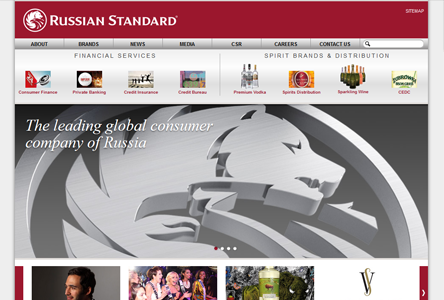 RUSSIAN STANDARD
SITEMAP
ABOUT BRANDS NEWS MEDIA CSR CAREERS CONTACT US
FINANCIAL SERVICES SPIRIT BRANDS & DISTRIBUTION
Consumer Finance Private Banking Credit Insurance Credit Bureau Premium Vodka Spirits Distribution Sparkling Wine CEDC
The leading global consumer
company of Russia